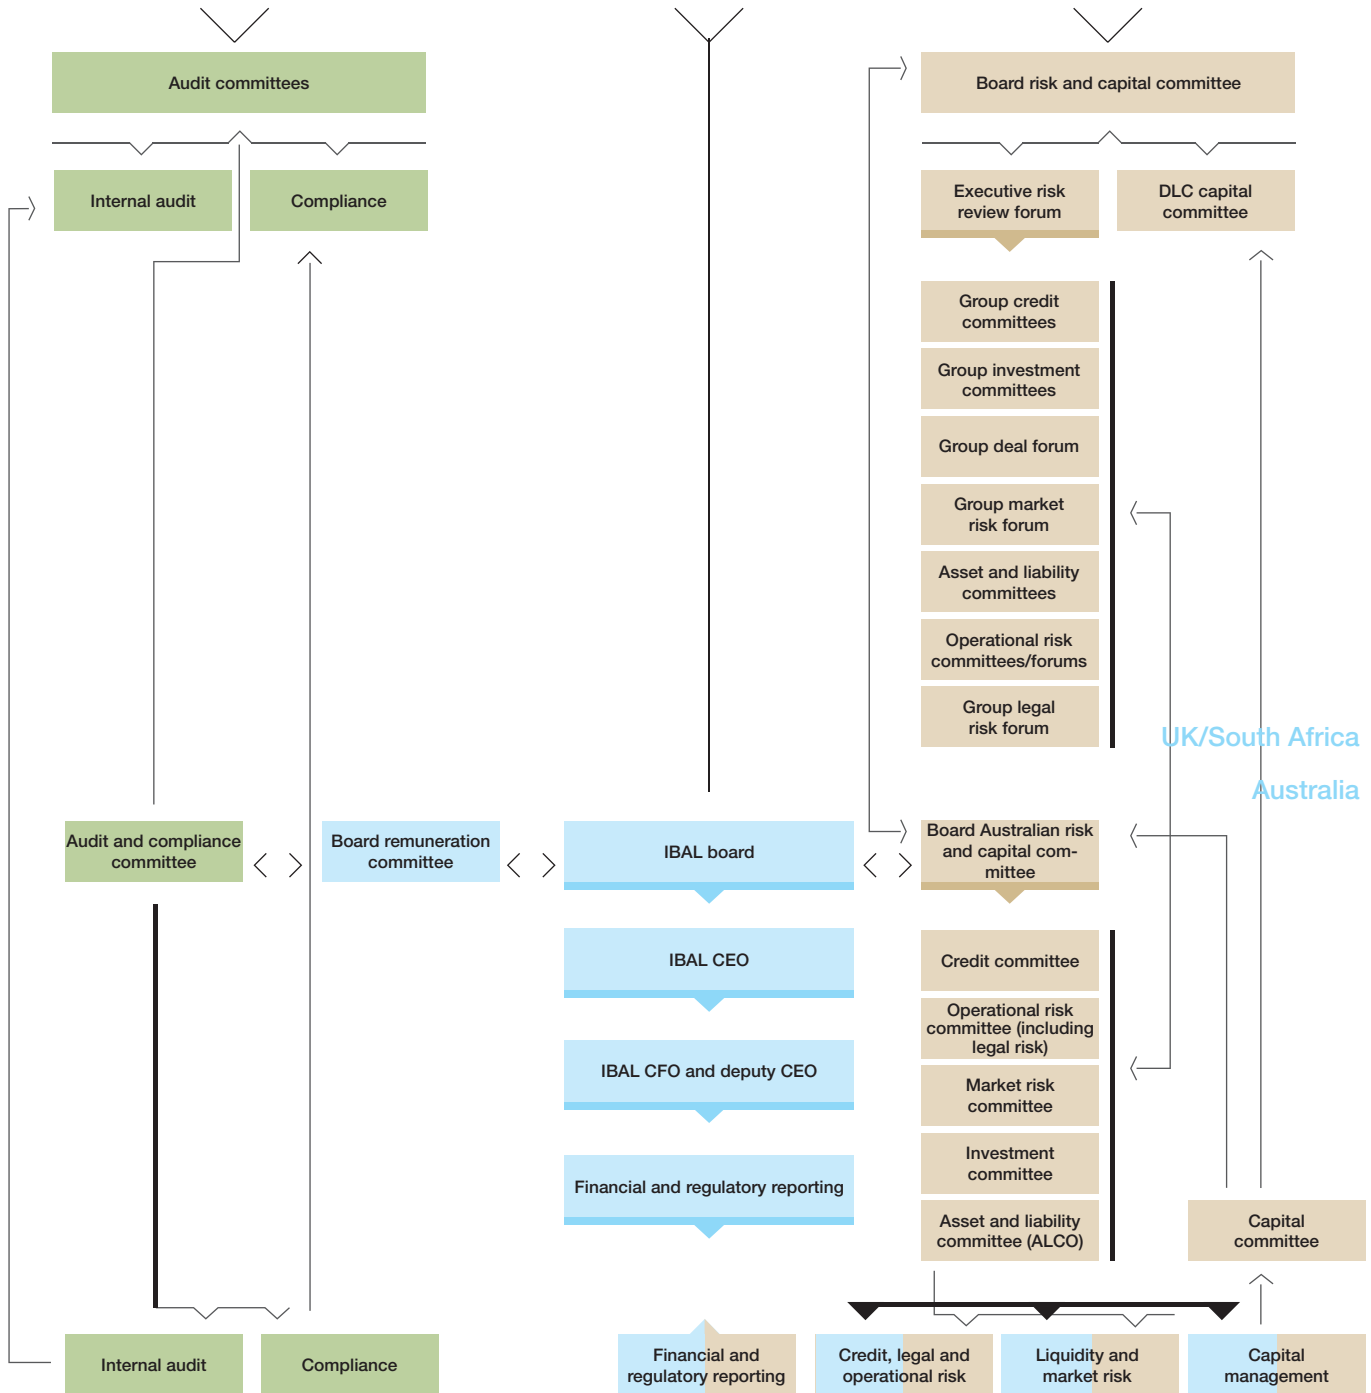 Audit committees
Board risk and capital committee
Internal audit
Compliance
Executive risk
review forum
DLC capital
committee
Group credit
committees
Group investment
committees
Group deal forum
Group market
risk forum
Asset and liability
committees
Operational risk
committees/forums
Group legal
risk forum
UK/South Africa
Australia
Audit and compliance
committee
Board remuneration
committee
IBAL board
Board Australian risk
and capital com-
mittee
IBAL CEO
Credit committee
Operational risk
committee (including
legal risk)
IBAL CFO and deputy CEO
Market risk
committee
Investment
committee
Financial and regulatory reporting
Asset and liability
committee (ALCO)
Capital
committee
Internal audit
Compliance
Financial and
regulatory reporting
Credit, legal and
operational risk
Liquidity and
market risk
Capital
management